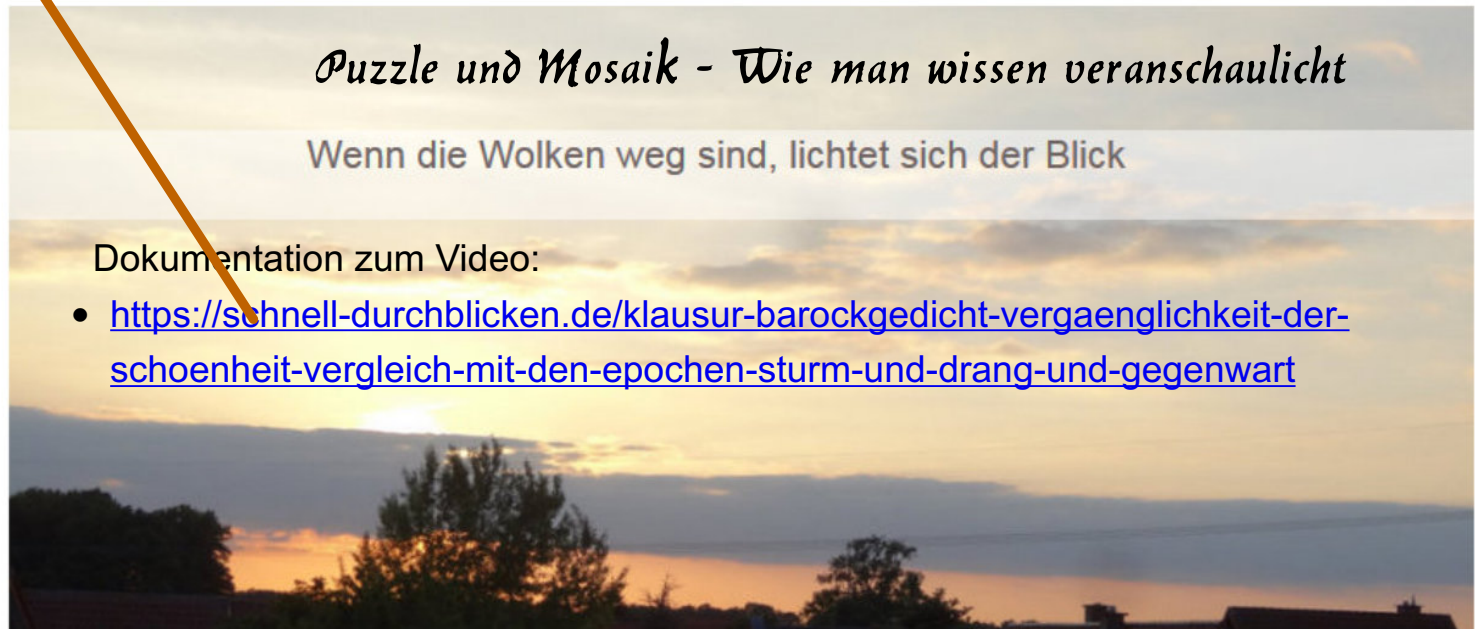 Puzzle und Mosaik - Wie man wissen veranschaulicht
Wenn die Wolken weg sind, lichtet sich der Blick
Dokumentation zum Video:
• https://schnell-durchblicken.de/klausur-barockgedicht-vergaenglichkeit-der-
schoenheit-vergleich-mit-den-epochen-sturm-und-drang-und-gegenwart